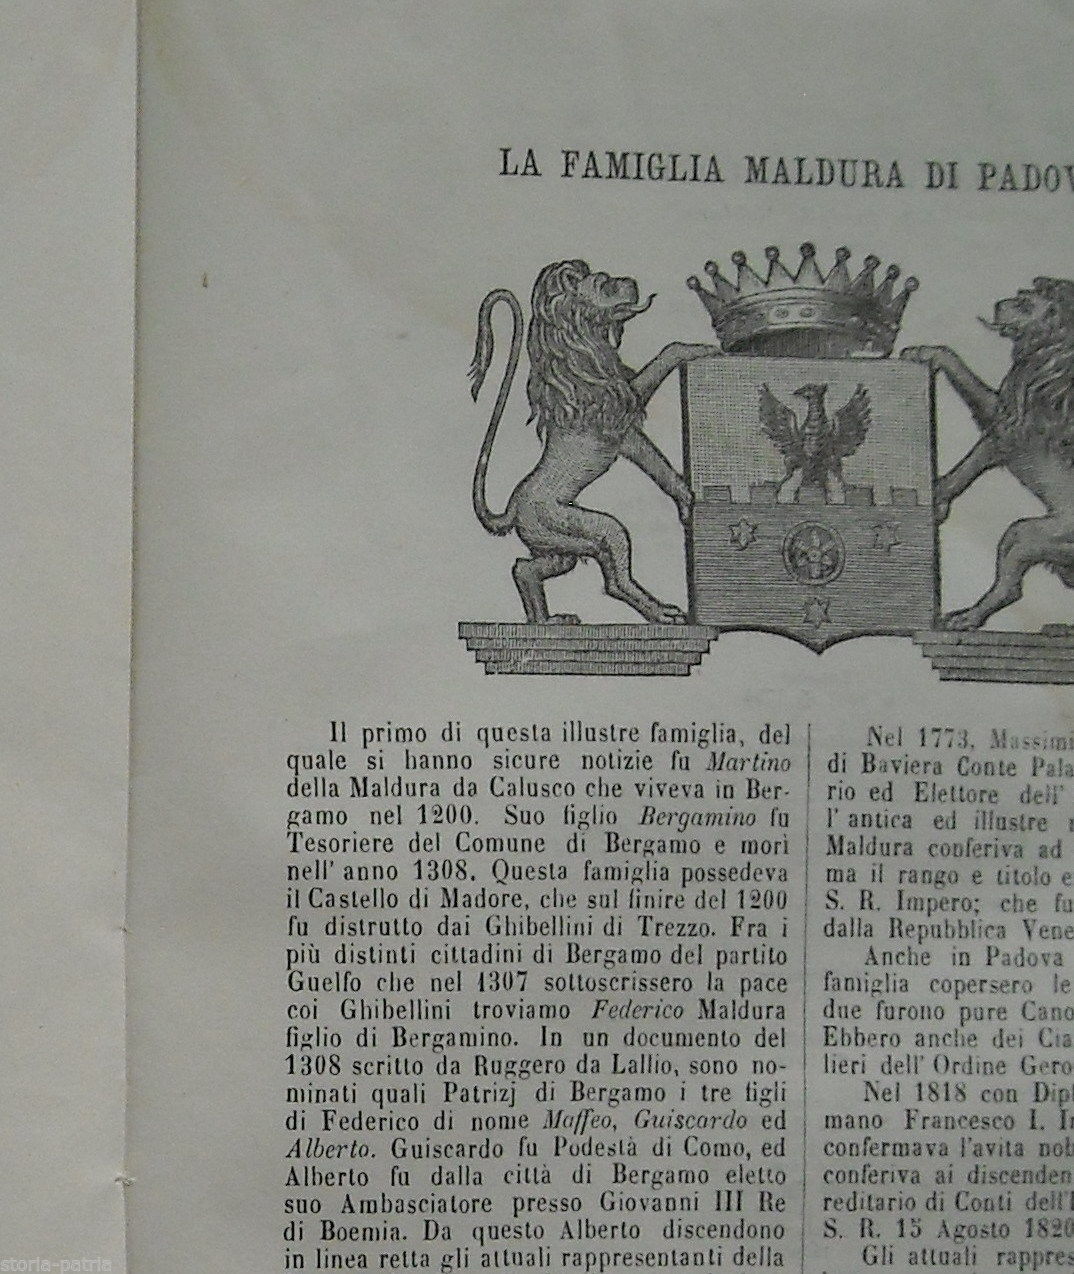 LA FAMIGLIA MALDURA DI PADOV
Il primo di questa illustre famiglia, del
quale si hanno sicure notizie fu Martino
della Maldura da Calusco che viveva in Ber-
gamo nel 1200. Suo figlio Bergamino fu
Tesoriere del Comune di Bergamo e morì
nell' anno 1308. Questa famiglia possedeva
il Castello di Madore, che sul finire del 1200
fu distrutto dai Ghibellini di Trezzo. Fra i
più distinti cittadini di Bergamo del partito
Guelfo che nel 1307 sottoscrissero la pace
coi Ghibellini troviamo Federico Maldura
figlio di Bergamino. In un documento del
1308 scritto da Ruggero da Lallio, sono no-
minati quali Patrizj di Bergamo i tre figli
di Federico di nome Maffeo, Guiscardo ed
Alberto. Guiscardo fu Podestà di Como, ed
Alberto fu dalla città di Bergamo eletto
suo Ambasciatore presso Giovanni III Re
di Boemia. Da questo Alberto discendono
in linea retta gli attuali rappresentanti della
Nel 1773, Massimi
di Baviera Conte Pala
rio ed Elettore dell'
l' antica ed illustre
Maldura conferiva ad
ma il rango e titolo e
S. R. Impero; che fu
dalla Repubblica Vene
Anche in Padova
famiglia copersero le
due furono pure Cano
Ebbero anche dei Cia
lieri dell' Ordine Gero
Nel 1818 con Dipl
mano Francesco I. I
confermava l'avita nob
conferiva ai discenden
reditario di Conti dell'
S. R. 15 Agosto 1820
Gli attuali rappres
storia-patria